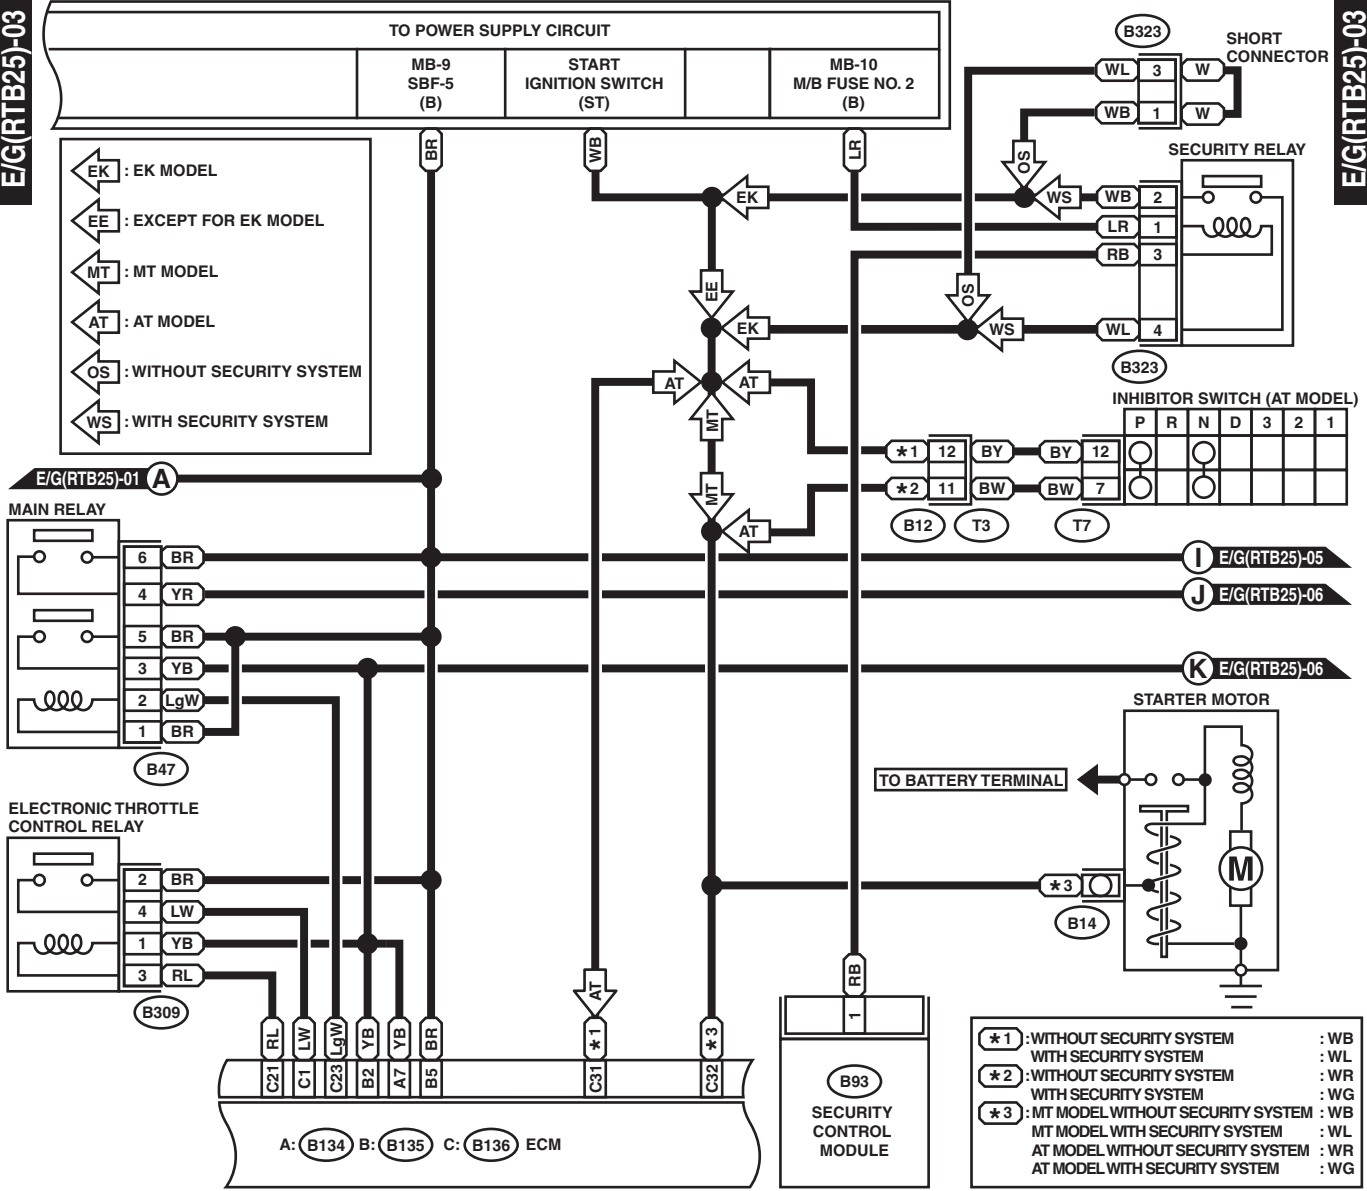 E/G(RTB25)-03
E/G(RTB25)-03
TO POWER SUPPLY CIRCUIT
MB-9
SBF-5
(B)
START
IGNITION SWITCH
(ST)
MB-10
M/B FUSE NO. 2
(B)
BR
WB
LR
EK : EK MODEL
EE : EXCEPT FOR EK MODEL
MT : MT MODEL
AT : AT MODEL
OS : WITHOUT SECURITY SYSTEM
WS : WITH SECURITY SYSTEM
B323
SHORT
CONNECTOR
WL 3 W
WB 1 W
OS
SECURITY RELAY
EK
WS
WB 2
LR 1
RB 3
EE
OS
EK
WS
WL 4
B323
AT
AT
MT
INHIBITOR SWITCH (AT MODEL)
P R N D 3 2 1
*1 12 BY BY 12
*2 11 BW BW 7
B12 T3 T7
MT
AT
E/G(RTB25)-01 A
MAIN RELAY
6 BR
I E/G(RTB25)-05
4 YR
J E/G(RTB25)-06
5 BR
3 YB
K E/G(RTB25)-06
2 LgW
1 BR
B47
STARTER MOTOR
TO BATTERY TERMINAL
M
*3
B14
ELECTRONIC THROTTLE
CONTROL RELAY
2 BR
4 LW
1 YB
3 RL
B309
AT
RB
1
RL LW LgW YB YB BR *1 *3
C21 C1 C23 B2 A7 B5 C31 C32
A: B134 B: B135 C: B136 ECM
B93
SECURITY
CONTROL
MODULE
*1 : WITHOUT SECURITY SYSTEM : WB
WITH SECURITY SYSTEM : WL
*2 : WITHOUT SECURITY SYSTEM : WR
WITH SECURITY SYSTEM : WG
*3 : MT MODEL WITHOUT SECURITY SYSTEM : WB
MT MODEL WITH SECURITY SYSTEM : WL
AT MODEL WITHOUT SECURITY SYSTEM : WR
AT MODEL WITH SECURITY SYSTEM : WG